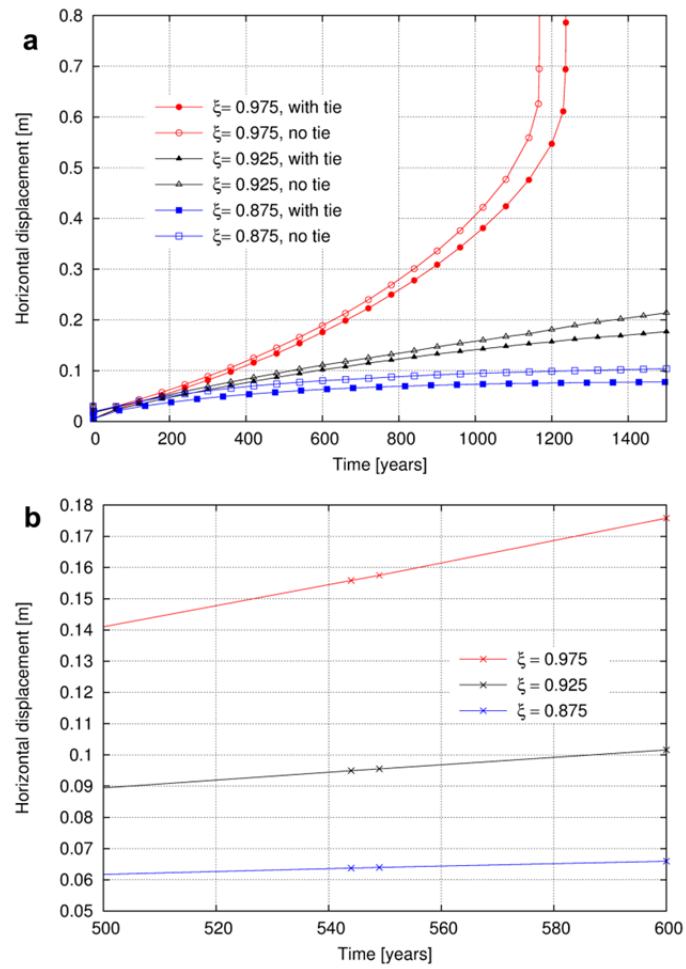 a
0.8
0.7
0.6
0.5
0.4
0.3
0.2
0.1
0
Horizontal displacement [m]
ξ= 0.975, with tie
ξ= 0.975, no tie
ξ= 0.925, with tie
ξ= 0.925, no tie
ξ= 0.875, with tie
ξ= 0.875, no tie
0 200 400 600 800 1000 1200 1400
Time [years]
b
0.18
0.17
0.16
0.15
0.14
0.13
0.12
0.11
0.1
0.09
0.08
0.07
0.06
0.05
Horizontal displacement [m]
ξ = 0.975
ξ = 0.925
ξ = 0.875
500 520 540 560 580 600
Time [years]